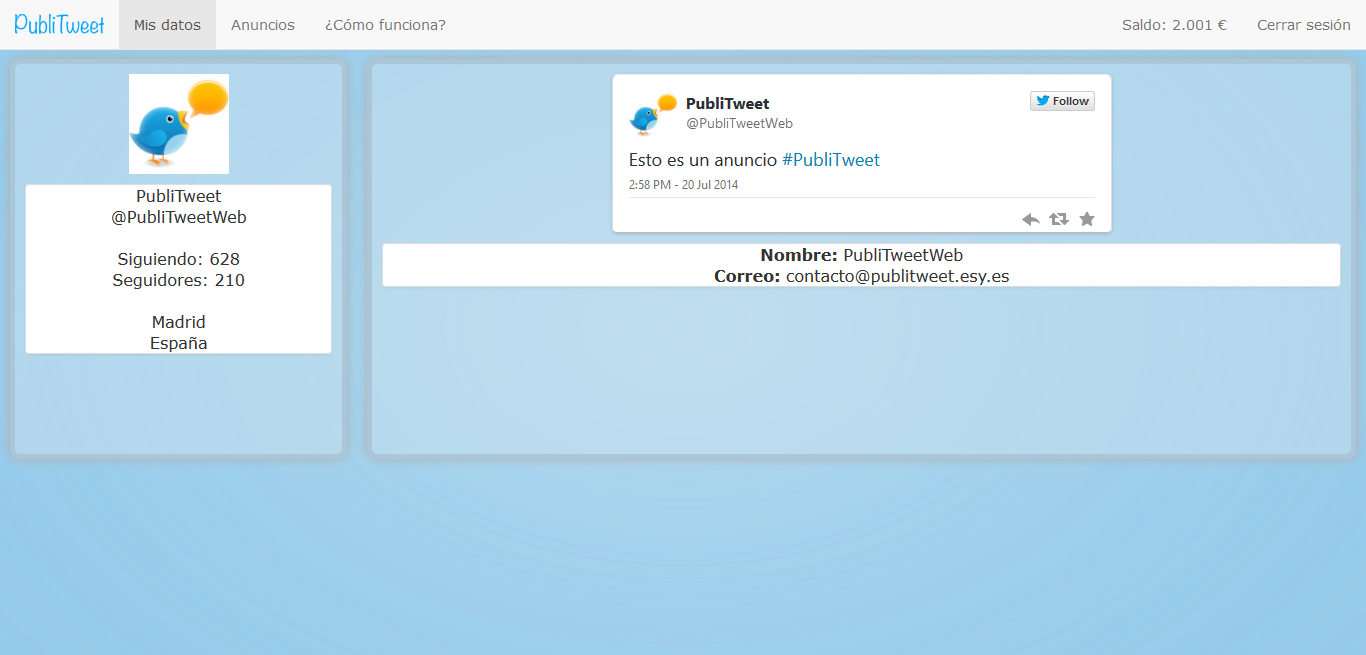 PubliTweet Mis datos Anuncios ¿Cómo funciona? Saldo: 2.001 € Cerrar sesión
PubliTweet
@PubliTweetWeb
Siguiendo: 628
Seguidores: 210
Madrid
España
PubliTweet
@PubliTweetWeb
Follow
Esto es un anuncio #PubliTweet
2:58 PM - 20 Jul 2014
Nombre: PubliTweetWeb
Correo: contacto@publitweet.esy.es